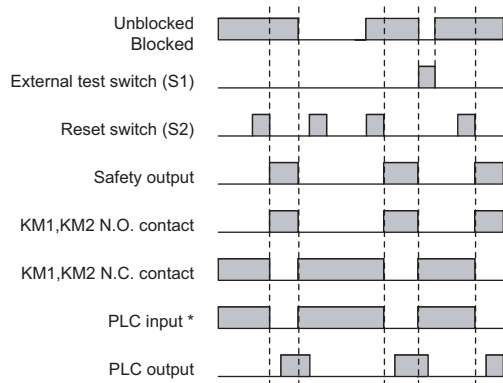 Unblocked
Blocked
External test switch (S1)
Reset switch (S2)
Safety output
KM1,KM2 N.O. contact
KM1,KM2 N.C. contact
PLC input *
PLC output